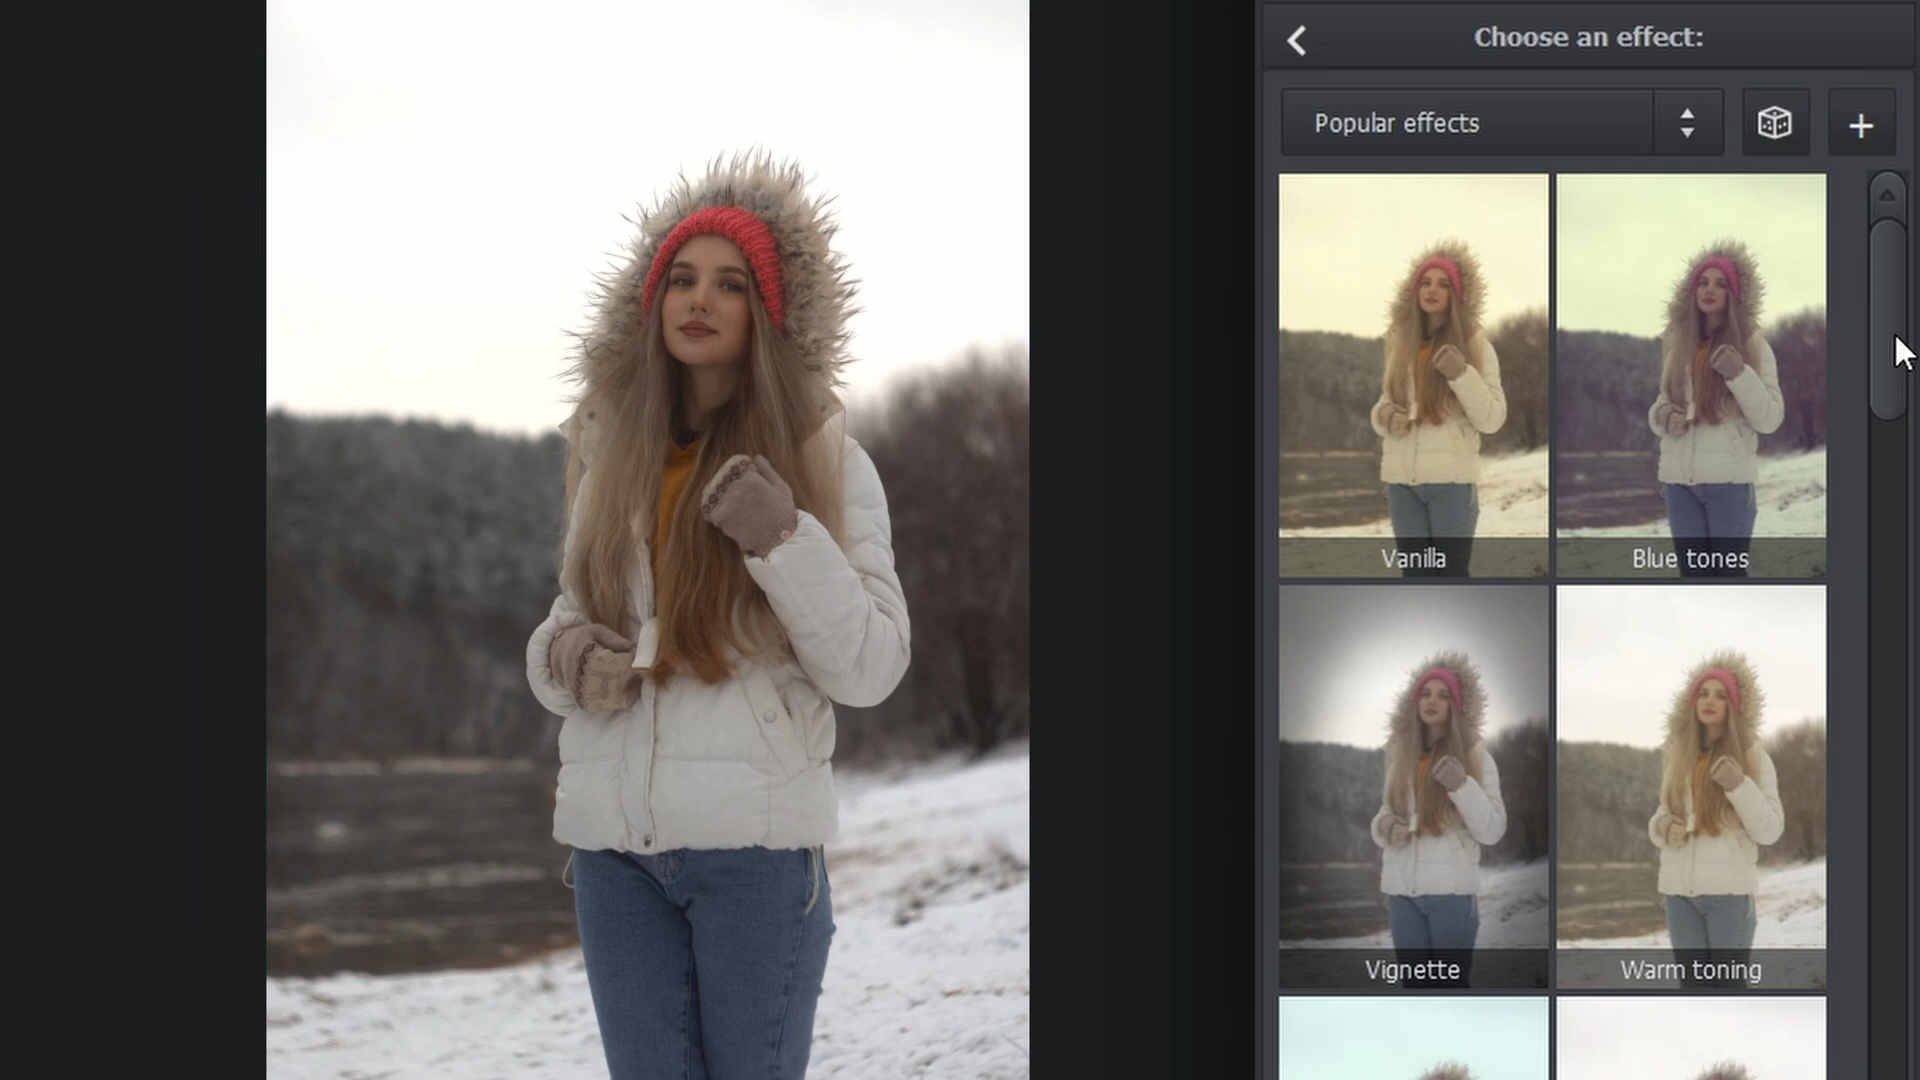 Choose an effect:
Popular effects
Vanilla
Blue tones
Vignette
Warm toning